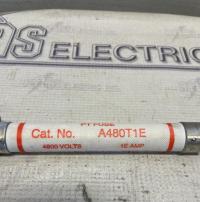 ELECTRIC
PT FUSE
Cat. No. A480T1E
4800 VOLTS 1E AMP